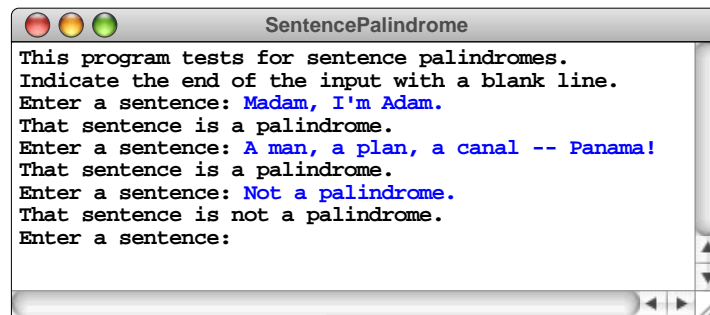 SentencePalindrome
This program tests for sentence palindromes.
Indicate the end of the input with a blank line.
Enter a sentence: Madam, I'm Adam.
That sentence is a palindrome.
Enter a sentence: A man, a plan, a canal -- Panama!
That sentence is a palindrome.
Enter a sentence: Not a palindrome.
That sentence is not a palindrome.
Enter a sentence: